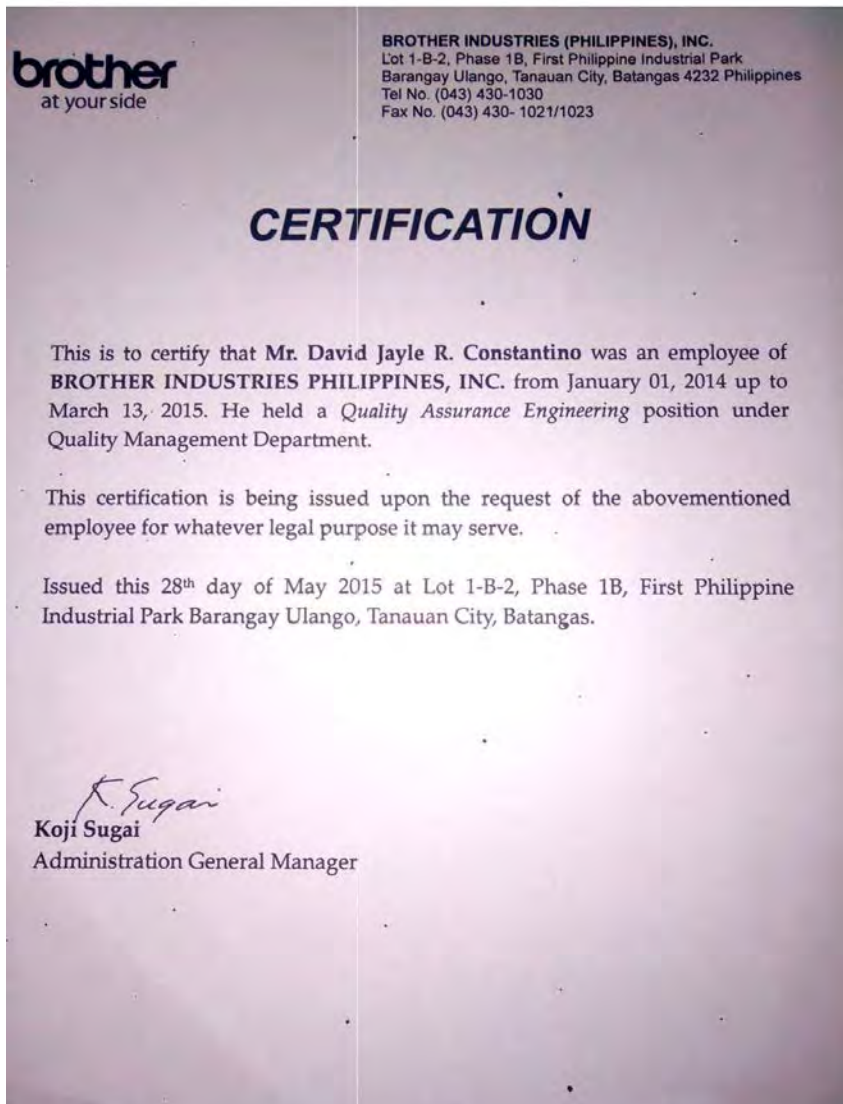 brother
at your side
BROTHER INDUSTRIES (PHILIPPINES), INC.
Lot 1-B-2, Phase 1B, First Philippine Industrial Park
Barangay Ulango, Tanauan City, Batangas 4232 Philippines
Tel No. (043) 430-1030
Fax No. (043) 430- 1021/1023
CERTIFICATION
This is to certify that Mr. David Jayle R. Constantino was an employee of
BROTHER INDUSTRIES PHILIPPINES, INC. from January 01, 2014 up to
March 13, 2015. He held a Quality Assurance Engineering position under
Quality Management Department.
This certification is being issued upon the request of the abovementioned
employee for whatever legal purpose it may serve.
Issued this 28th day of May 2015 at Lot 1-B-2, Phase 1B, First Philippine
Industrial Park Barangay Ulango, Tanauan City, Batangas.
K. Sugai
Koji Sugai
Administration General Manager